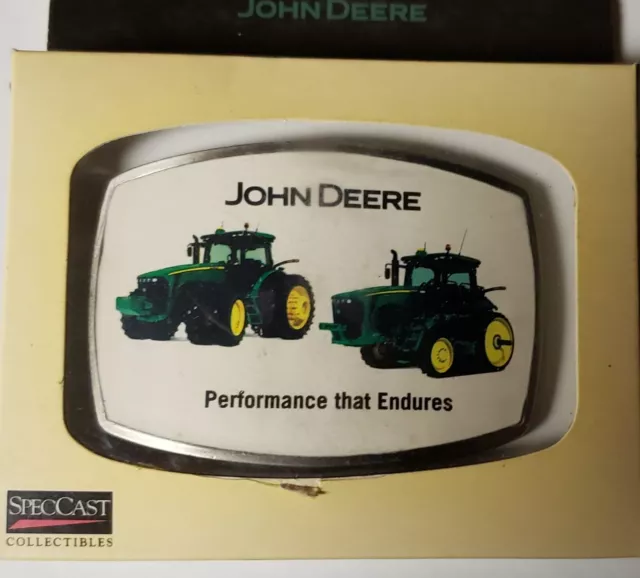 JOHN DEERE
JOHN DEERE
Performance that Endures
SPECCAST
COLLECTIBLES